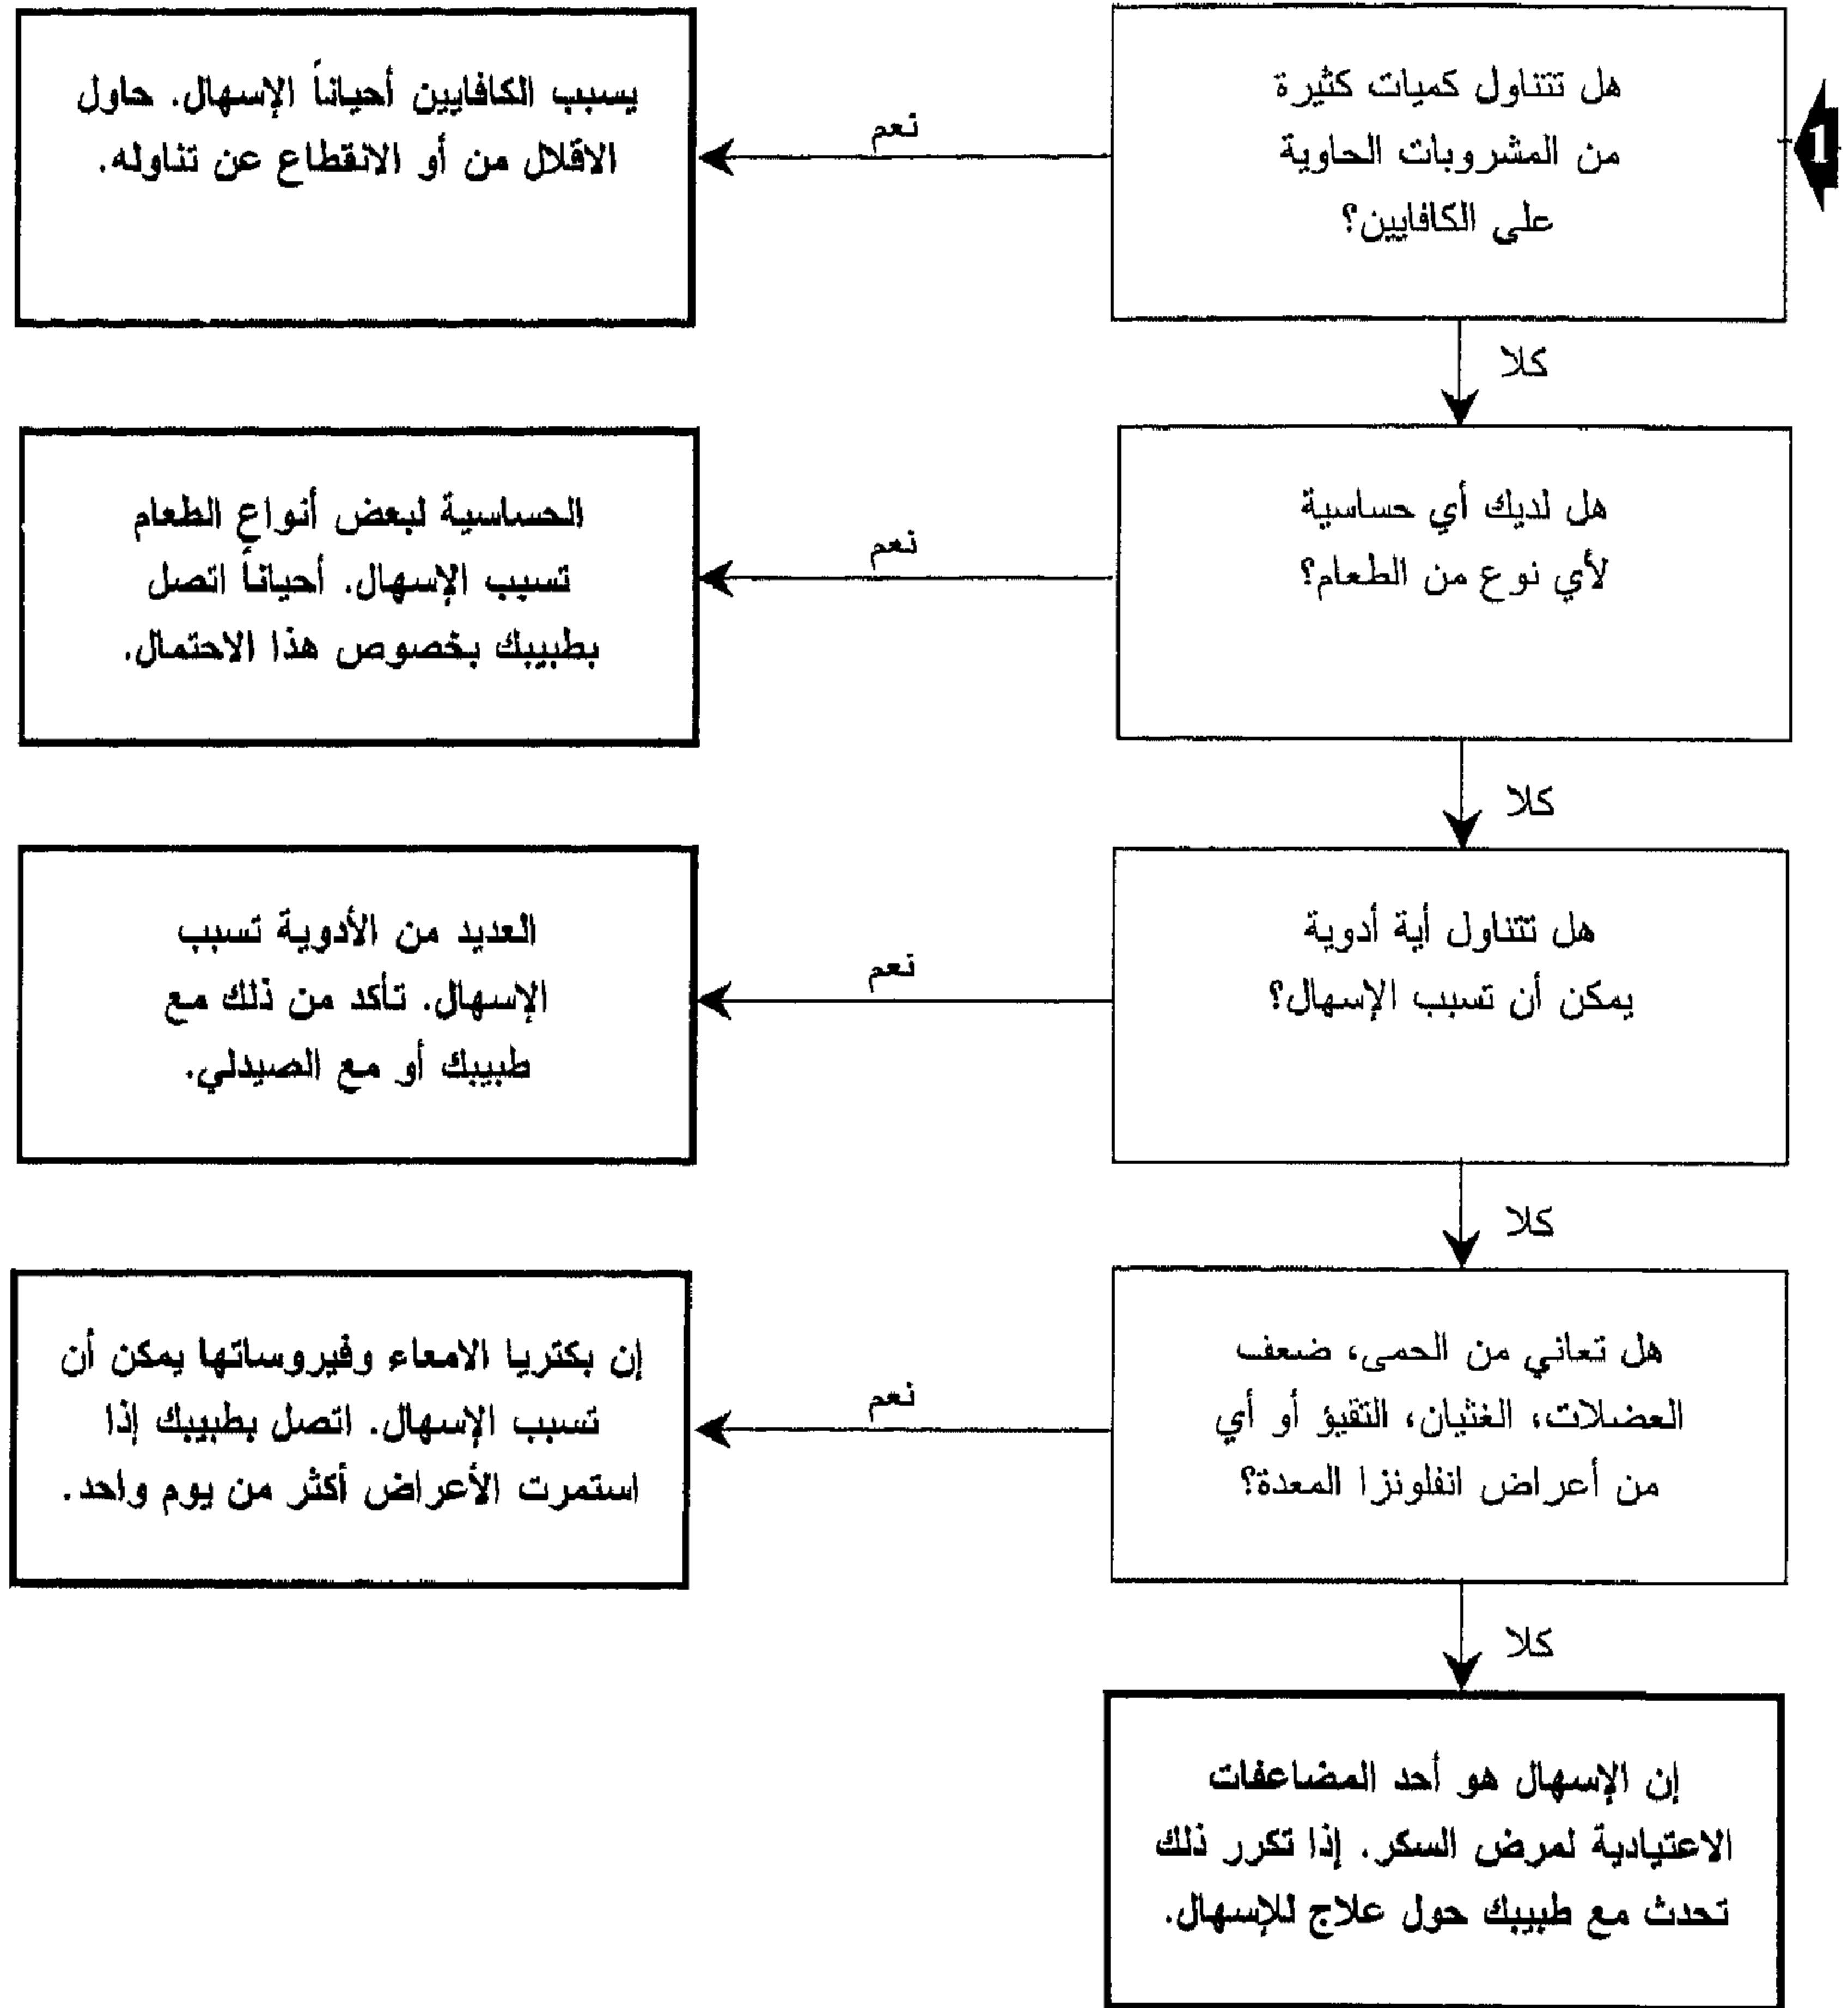 1
هل تتناول كميات كثيرة
من المشروبات الحاوية
على الكافايين؟
نعم
يسبب الكافايين أحياناً الإسهال. حاول
الاقلال من أو الانقطاع عن تناوله.
كلا
هل لديك أي حساسية
لأي نوع من الطعام؟
نعم
الحساسية لبعض أنواع الطعام
تسبب الإسهال. أحياناً اتصل
بطبيبك بخصوص هذا الاحتمال.
كلا
هل تتناول أية أدوية
يمكن أن تسبب الإسهال؟
نعم
العديد من الأدوية تسبب
الإسهال. تأكد من ذلك مع
طبيبك أو مع الصيدلي.
كلا
هل تعاني من الحمى، ضعف
العضلات، الغثيان، التقيؤ أو أي
من أعراض انفلونزا المعدة؟
نعم
إن بكتريا الامعاء وفيروساتها يمكن أن
تسبب الإسهال. اتصل بطبيبك إذا
استمرت الأعراض أكثر من يوم واحد.
كلا
إن الإسهال هو أحد المضاعفات
الاعتيادية لمرض السكر. إذا تكرر ذلك
تحدث مع طبيبك حول علاج للإسهال.